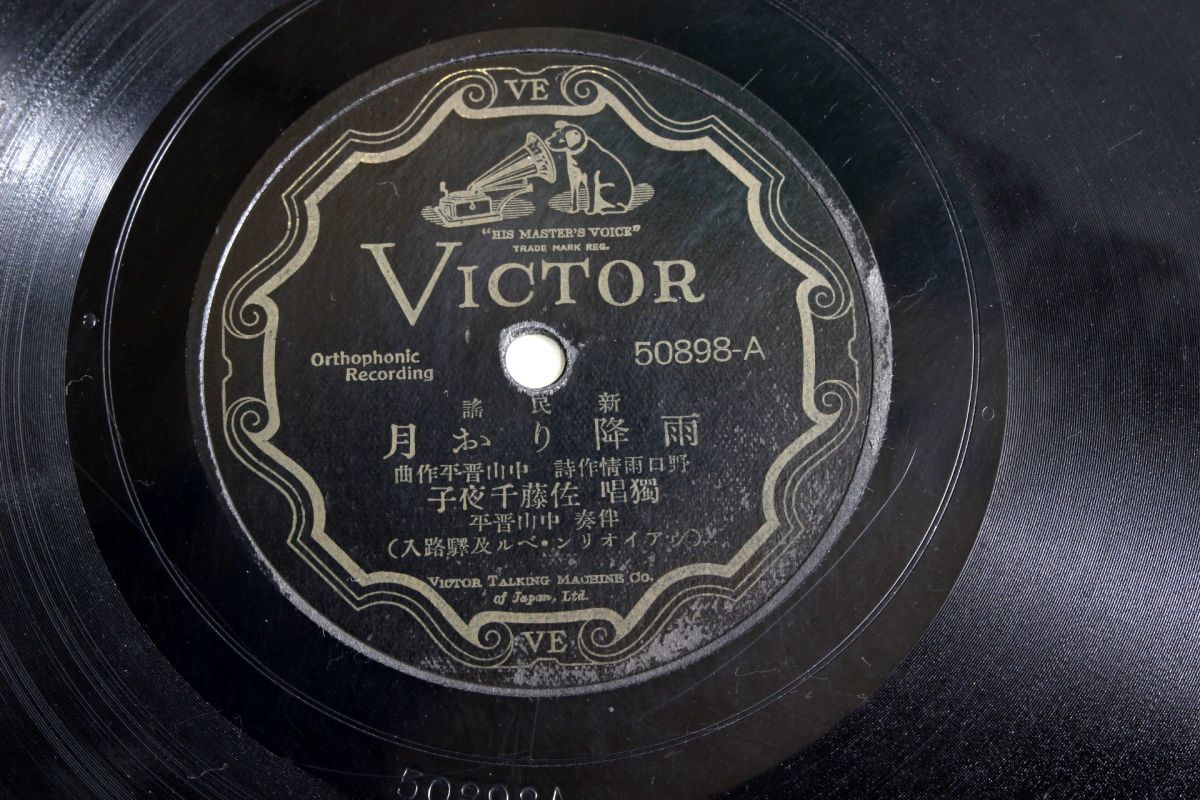 VE
"HIS MASTER'S VOICE"
TRADE MARK REG.
VICTOR
Orthophonic
Recording
50898-A
新民謠
雨降りお月
野口雨情作詩 中山晋平作曲
獨唱 佐藤千夜子
伴奏 中山晋平
(ヴアイオリン・ベル及驛路入)
VICTOR TALKING MACHINE CO.
of Japan, Ltd.
VE
50898A